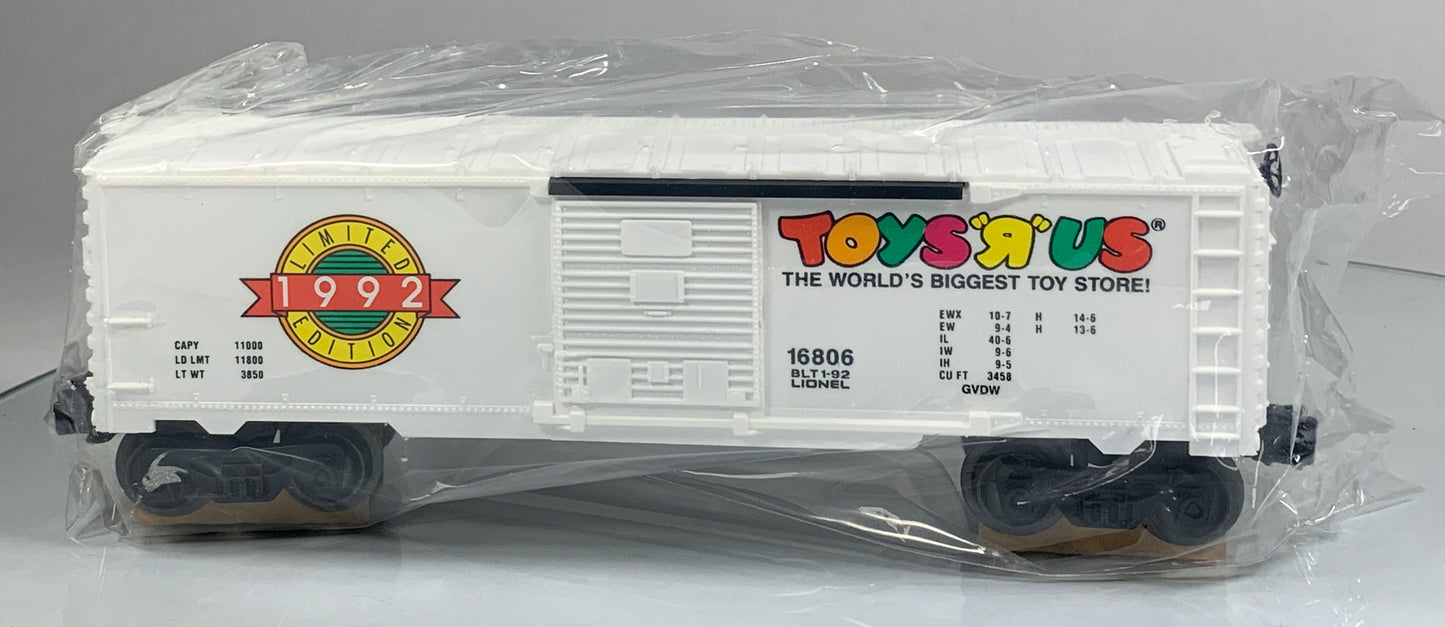 LIMITED
1992
EDITION
CAPY 11000
LD LMT 11800
LT WT 3850
TOYS "Я" US®
THE WORLD'S BIGGEST TOY STORE!
16806
BLT 1-92
LIONEL
EWX 10-7 H 14-6
EW 9-4 H 13-6
IL 40-6
IW 9-6
IH 9-5
CU FT 3458
GVDW